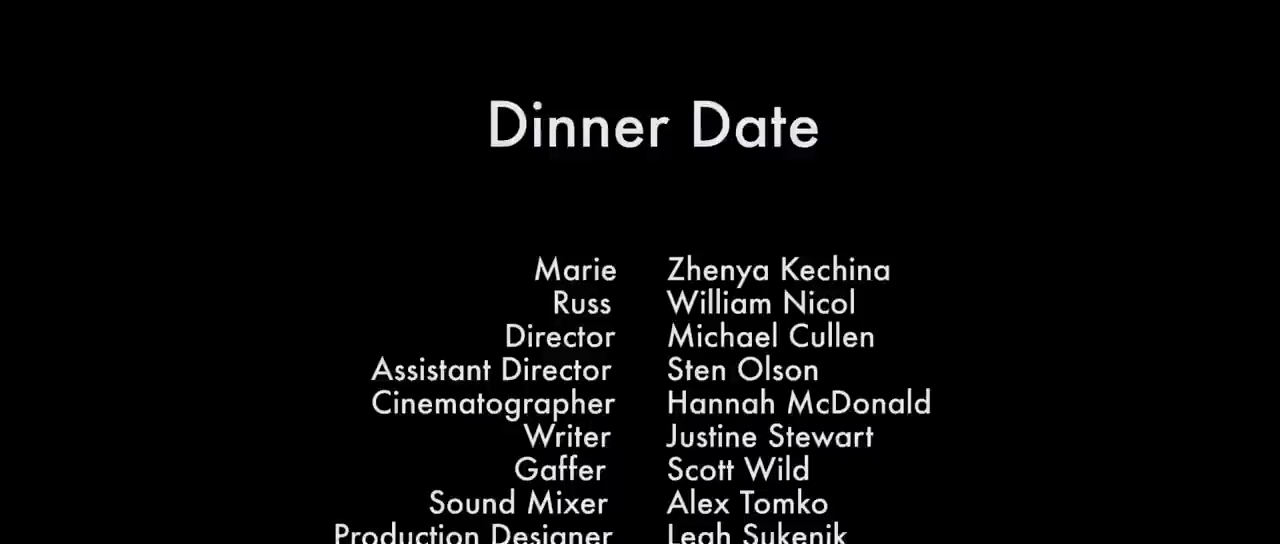 Dinner Date
Marie Zhenya Kechina
Russ William Nicol
Director Michael Cullen
Assistant Director Sten Olson
Cinematographer Hannah McDonald
Writer Justine Stewart
Gaffer Scott Wild
Sound Mixer Alex Tomko
Production Designer Leah Sukenik